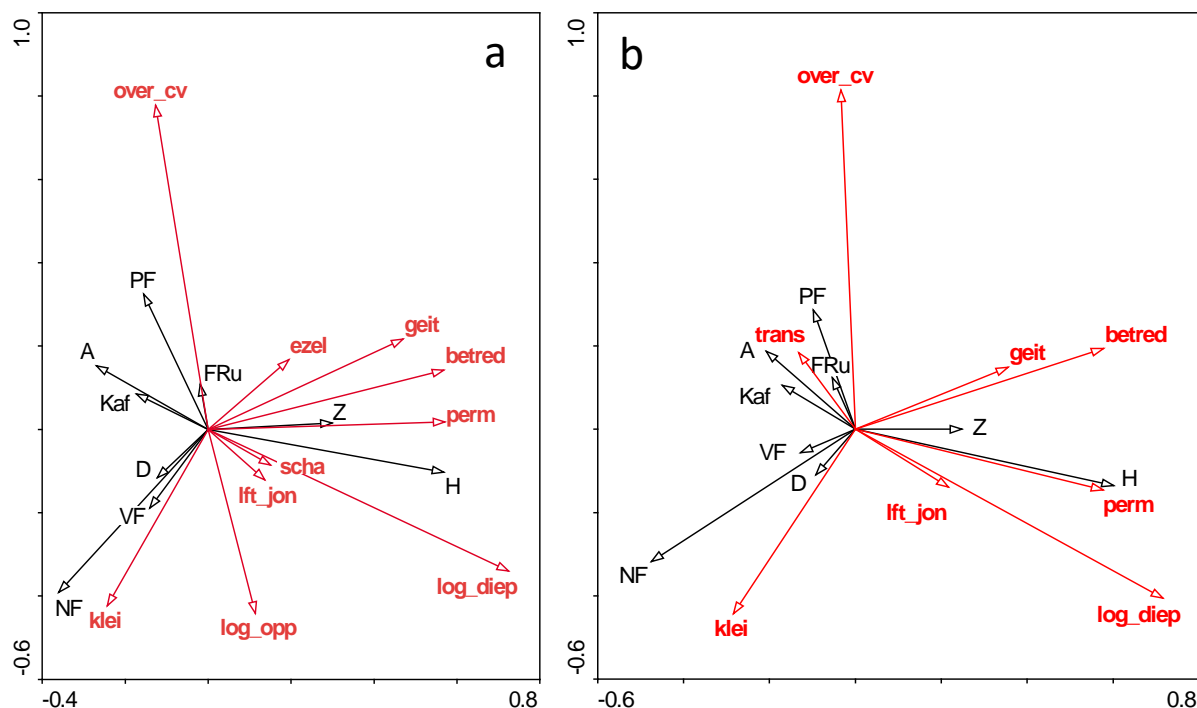 a
b
1.0
1.0
over_cv
over_cv
PF
PF
A
ezel
geit
trans
betred
A
FRu
geit
Kaf
FRu
betred
Kaf
Z
perm
Z
D
scha
VF
H
lft_jon
H
VF
D
lft_jon
perm
NF
klei
log_opp
log_diep
NF
klei
log_diep
-0.6
-0.6
-0.4
0.8
-0.6
0.8